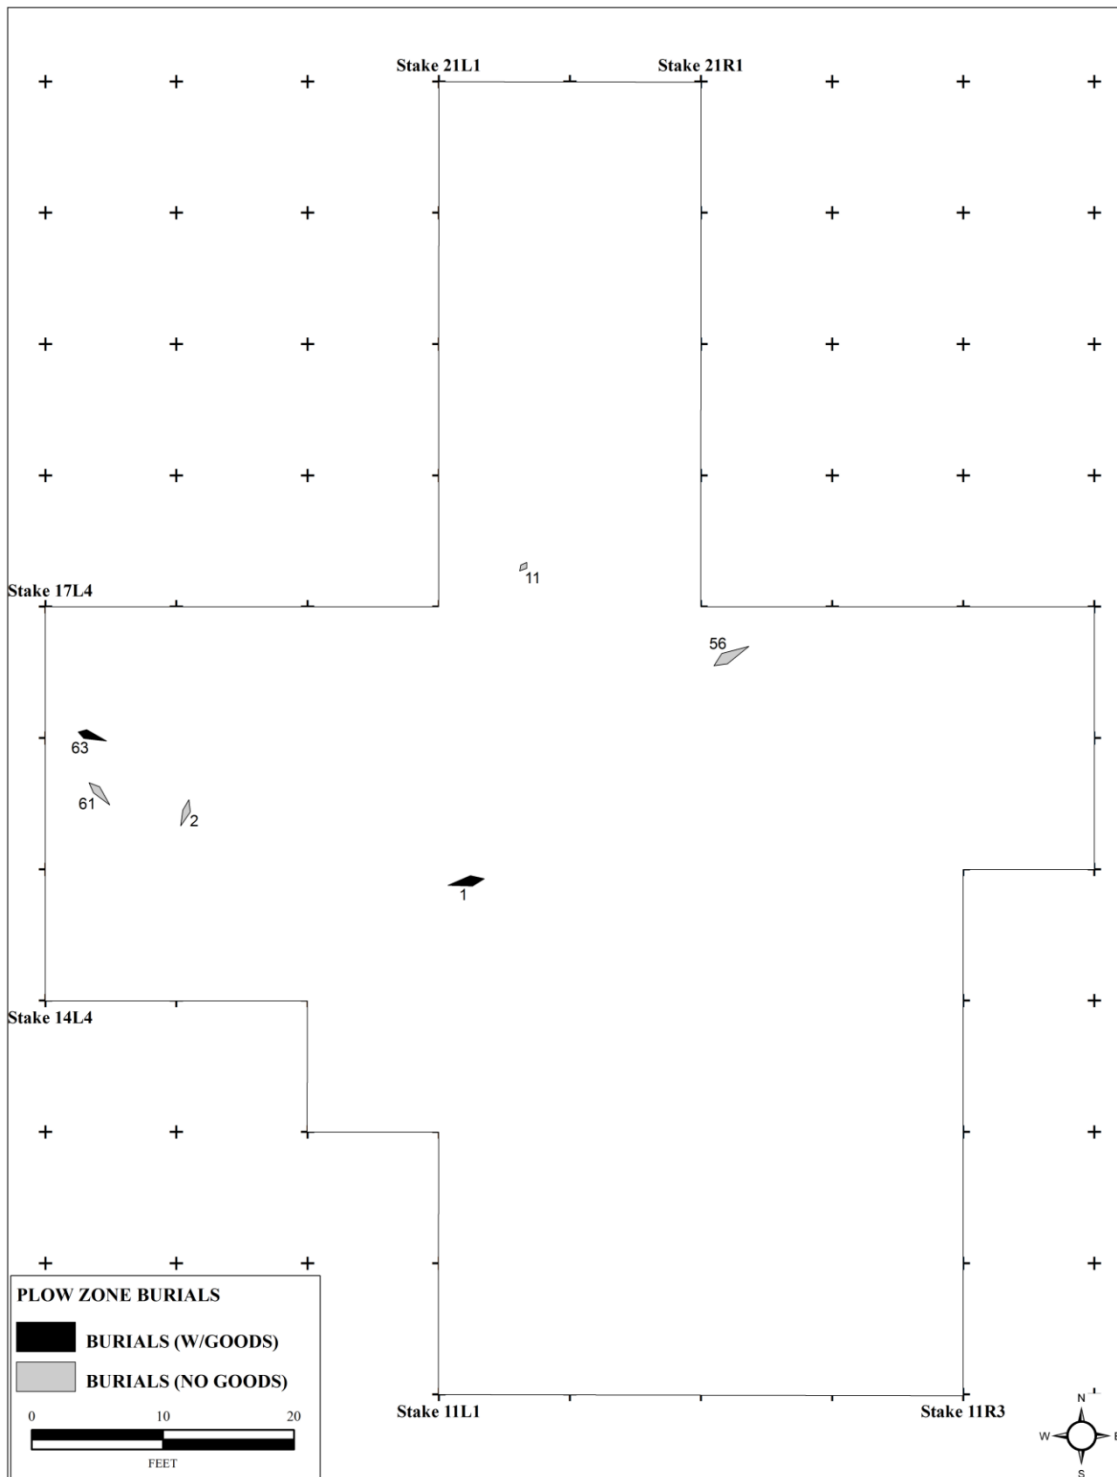 Stake 21L1 Stake 21R1
11
Stake 17L4
56
63
61
2
1
Stake 14L4
PLOW ZONE BURIALS
BURIALS (W/GOODS)
BURIALS (NO GOODS)
0 10 20
FEET
Stake 11L1 Stake 11R3
N
W E
S